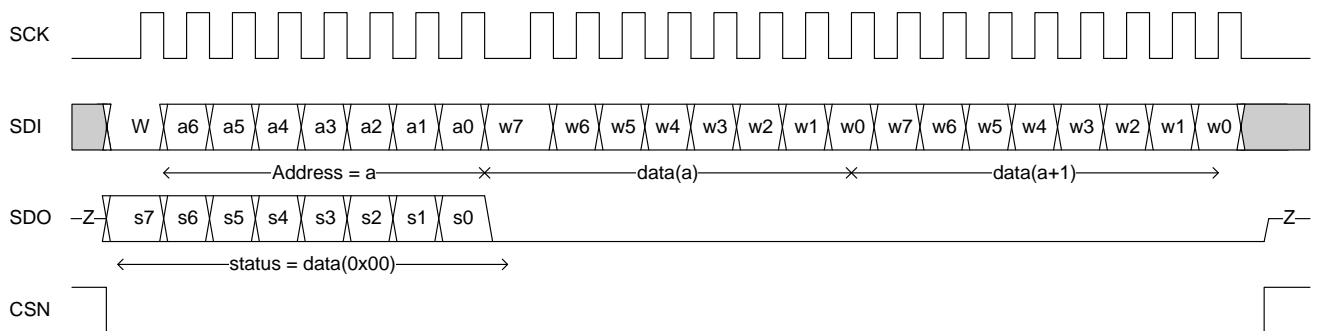 SCK
SDI W a6 a5 a4 a3 a2 a1 a0 w7 w6 w5 w4 w3 w2 w1 w0 w7 w6 w5 w4 w3 w2 w1 w0
Address = a data(a) data(a+1)
SDO Z s7 s6 s5 s4 s3 s2 s1 s0 Z
status = data(0x00)
CSN